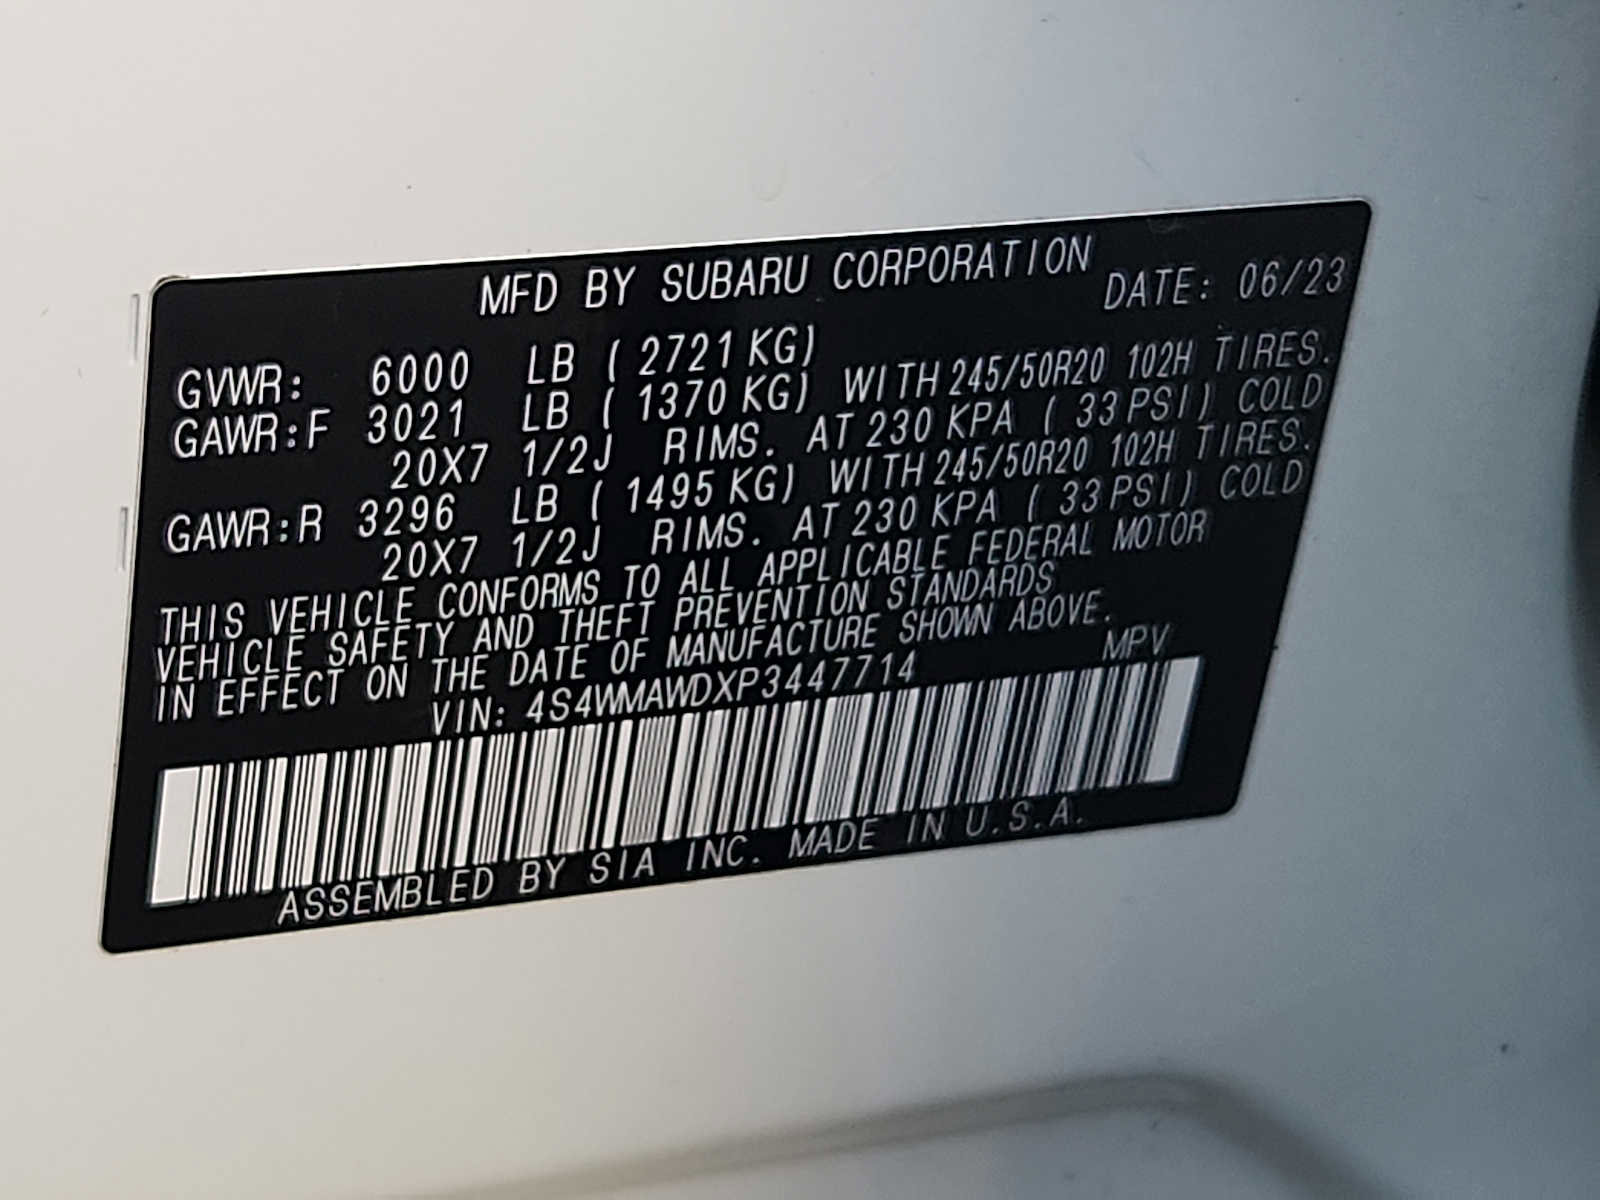 MFD BY SUBARU CORPORATION
DATE: 06/23
GVWR: 6000 LB ( 2721 KG)
GAWR:F 3021 LB ( 1370 KG) WITH 245/50R20 102H TIRES.
20X7 1/2J RIMS. AT 230 KPA ( 33 PSI) COLD
GAWR:R 3296 LB ( 1495 KG) WITH 245/50R20 102H TIRES.
20X7 1/2J RIMS. AT 230 KPA ( 33 PSI) COLD
THIS VEHICLE CONFORMS TO ALL APPLICABLE FEDERAL MOTOR
VEHICLE SAFETY AND THEFT PREVENTION STANDARDS
IN EFFECT ON THE DATE OF MANUFACTURE SHOWN ABOVE.
VIN: 4S4WMAWDXP3447714 MPV
ASSEMBLED BY SIA INC. MADE IN U.S.A.